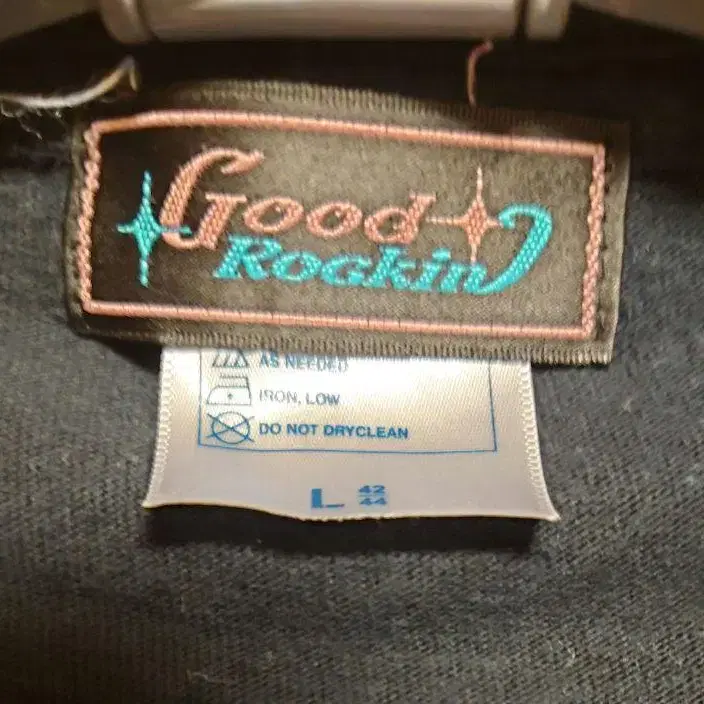 Good
Rockin
AS NEEDED
IRON, LOW
DO NOT DRYCLEAN
L 42/44